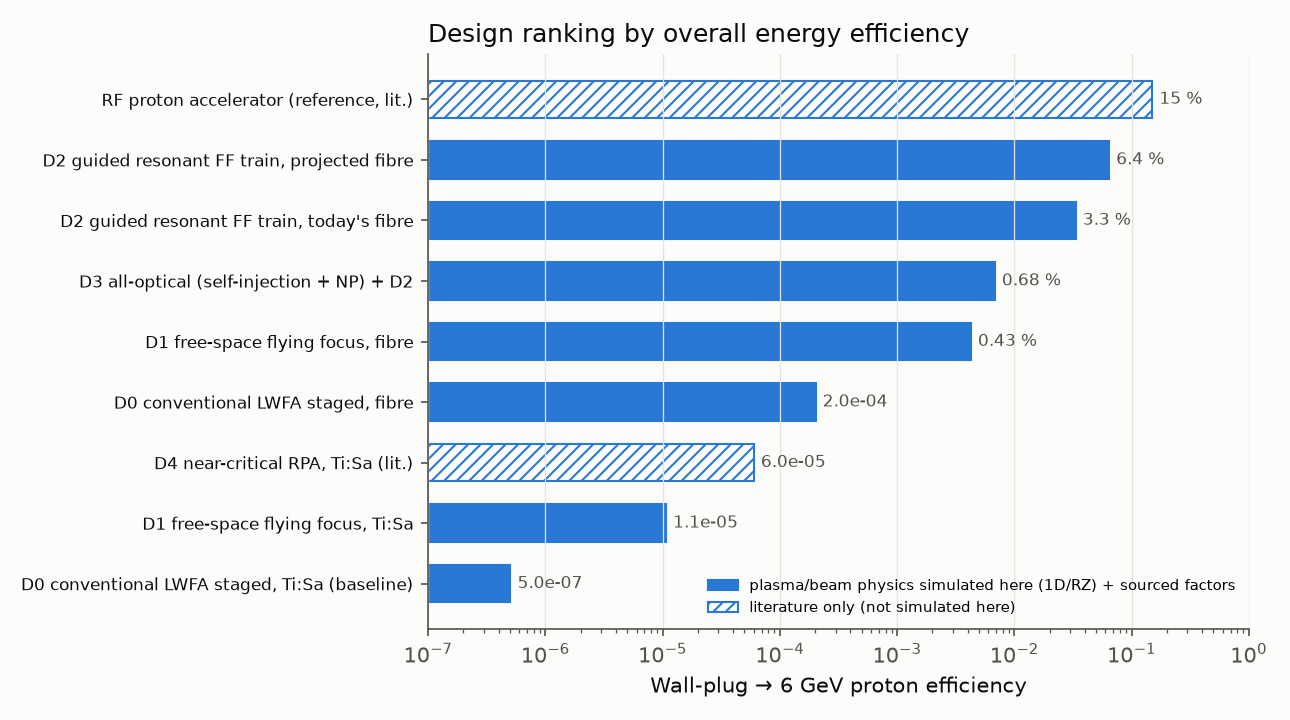 Design ranking by overall energy efficiency
RF proton accelerator (reference, lit.)
15 %
D2 guided resonant FF train, projected fibre
6.4 %
D2 guided resonant FF train, today's fibre
3.3 %
D3 all-optical (self-injection + NP) + D2
0.68 %
D1 free-space flying focus, fibre
0.43 %
D0 conventional LWFA staged, fibre
2.0e-04
D4 near-critical RPA, Ti:Sa (lit.)
6.0e-05
D1 free-space flying focus, Ti:Sa
1.1e-05
D0 conventional LWFA staged, Ti:Sa (baseline)
5.0e-07
plasma/beam physics simulated here (1D/RZ) + sourced factors
literature only (not simulated here)
10⁻⁷ 10⁻⁶ 10⁻⁵ 10⁻⁴ 10⁻³ 10⁻² 10⁻¹ 10⁰
Wall-plug → 6 GeV proton efficiency